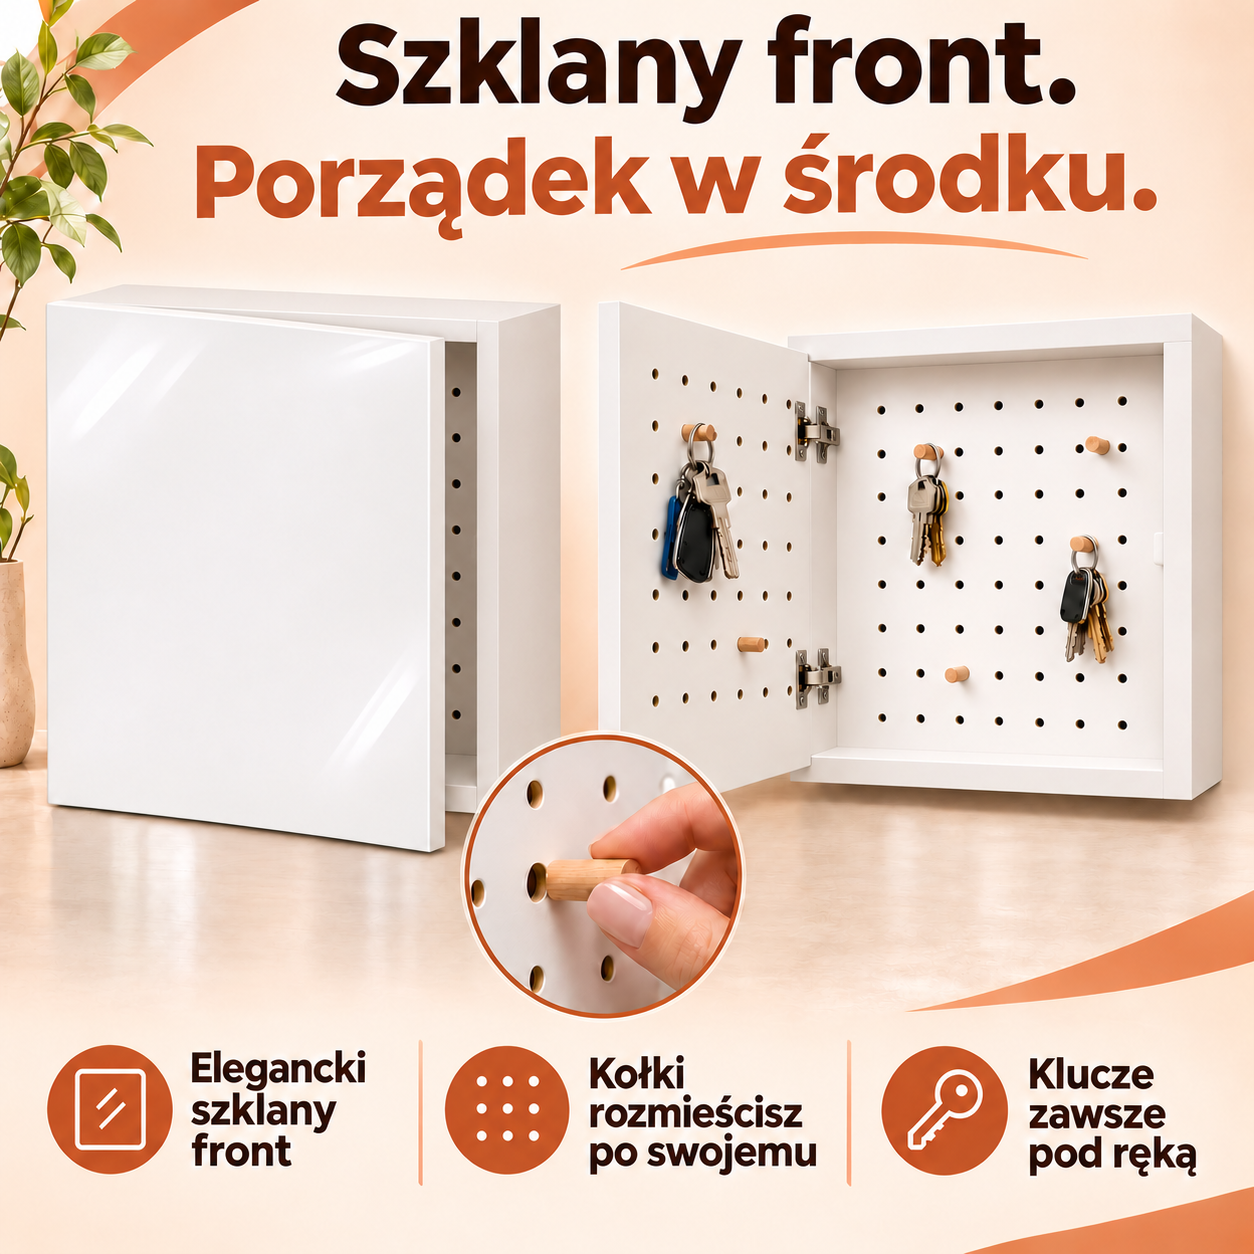 Szklany front.
Porządek w środku.
Elegancki
szklany
front
Kołki
rozmieścisz
po swojemu
Klucze
zawsze
pod ręką